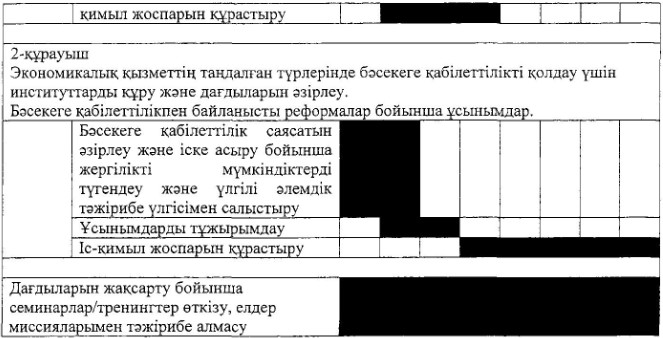 қимыл жоспарын құрастыру
2-құрауыш
Экономикалық қызметтің таңдалған түрлерінде бәсекеге қабілеттілікті қолдау үшін
институттарды құру және дағдыларын әзірлеу.
Бәсекеге қабілеттілікпен байланысты реформалар бойынша ұсынымдар.
Бәсекеге қабілеттілік саясатын
әзірлеу және іске асыру бойынша
жергілікті мүмкіндіктерді
түгендеу және үлгілі әлемдік
тәжірибе үлгісімен салыстыру
Ұсынымдарды тұжырымдау
Іс-қимыл жоспарын құрастыру
Дағдыларын жақсарту бойынша
семинарлар/тренингтер өткізу, елдер
миссияларымен тәжірибе алмасу